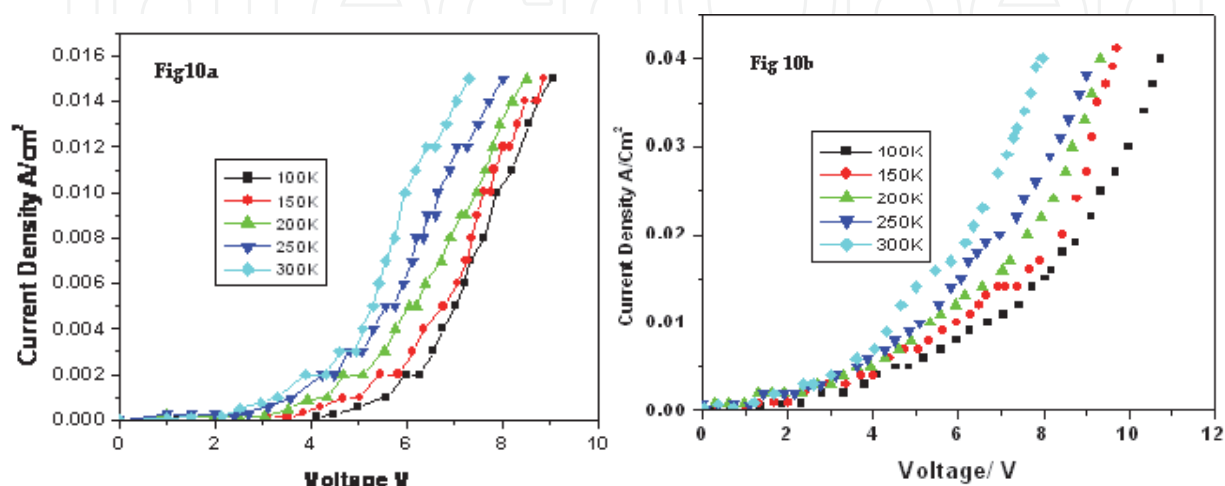 Fig10a
Current Density A/cm²
0.016
0.014
0.012
0.010
0.008
0.006
0.004
0.002
0.000
100K
150K
200K
250K
300K
0 2 4 6 8 10
Voltage V
Fig 10b
Current Density A/Cm²
0.04
0.03
0.02
0.01
0.00
100K
150K
200K
250K
300K
0 2 4 6 8 10 12
Voltage/ V